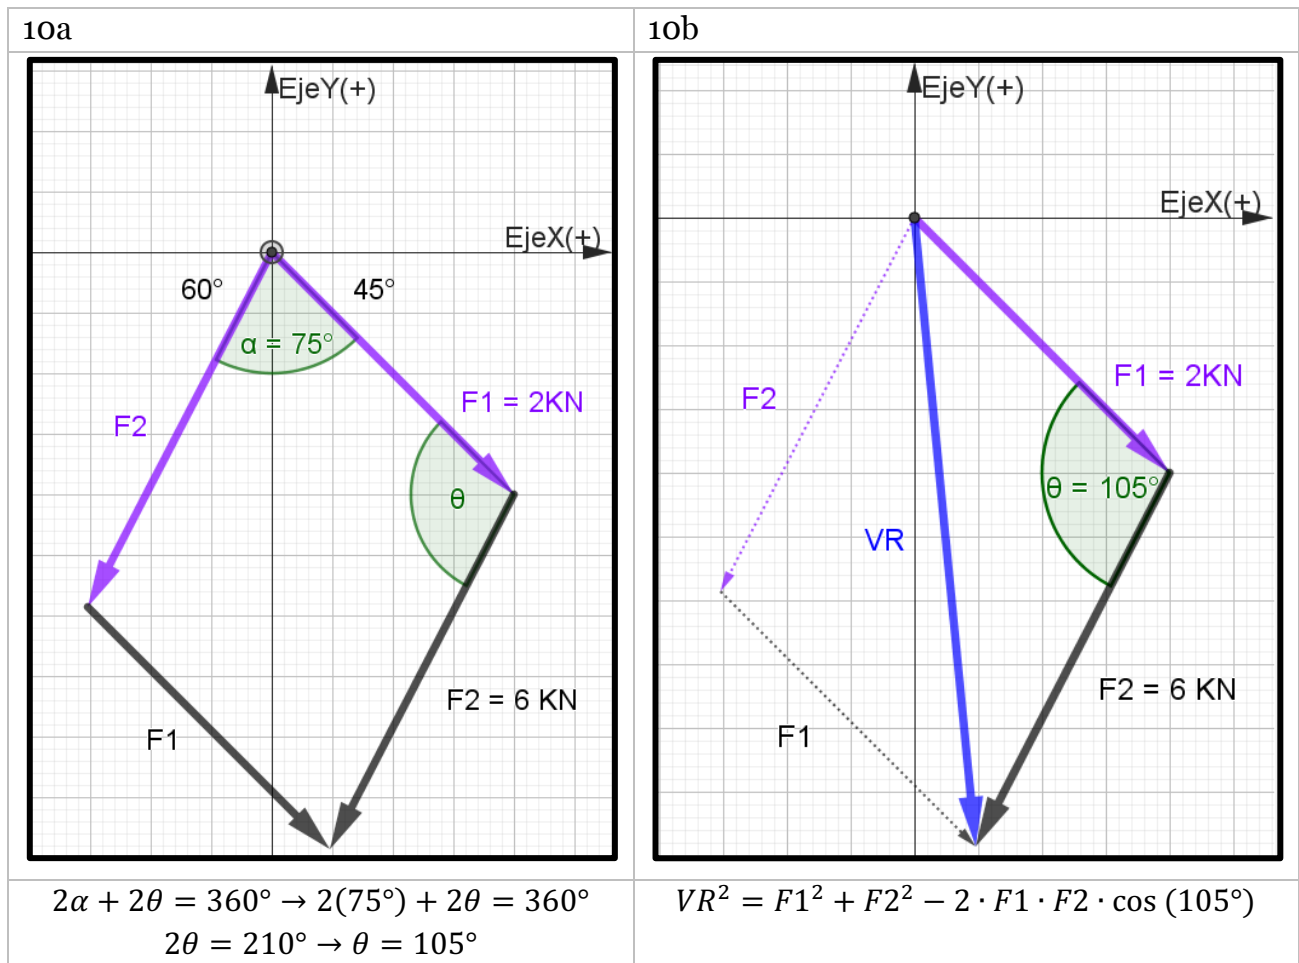 10a
EjeY(+)
EjeX(+)
60°
45°
α = 75°
F1 = 2KN
F2
θ
F2 = 6 KN
F1
2α + 2θ = 360° → 2(75°) + 2θ = 360°
2θ = 210° → θ = 105°
10b
EjeY(+)
EjeX(+)
F1 = 2KN
F2
θ = 105°
VR
F2 = 6 KN
F1
VR² = F1² + F2² − 2 · F1 · F2 · cos (105°)